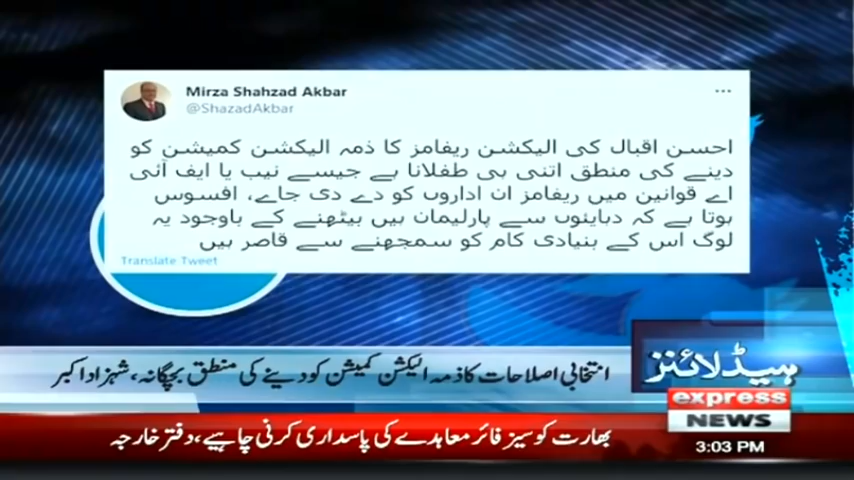 Mirza Shahzad Akbar
@ShazadAkbar
احسن اقبال کی الیکشن ریفامز کا ذمہ الیکشن کمیشن کو
دینے کی منطق اتنی ہی طفلانا ہے جیسے نیب یا ایف آئی
اے قوانین میں ریفامز ان اداروں کو دے دی جاے، افسوس
ہوتا ہے کہ دہایئوں سے پارلیمان ہیں بیٹھنے کے باوجود یہ
لوگ اس کے بنیادی کام کو سمجھنے سے قاصر ہیں
Translate Tweet
ہیڈلائنز
انتخابی اصلاحات کا ذمہ الیکشن کمیشن کو دینے کی منطق بچگانہ، شہزاد اکبر
express
NEWS
بھارت کو سیز فائر معاہدے کی پاسداری کرنی چاہیے، دفتر خارجہ
3:03 PM